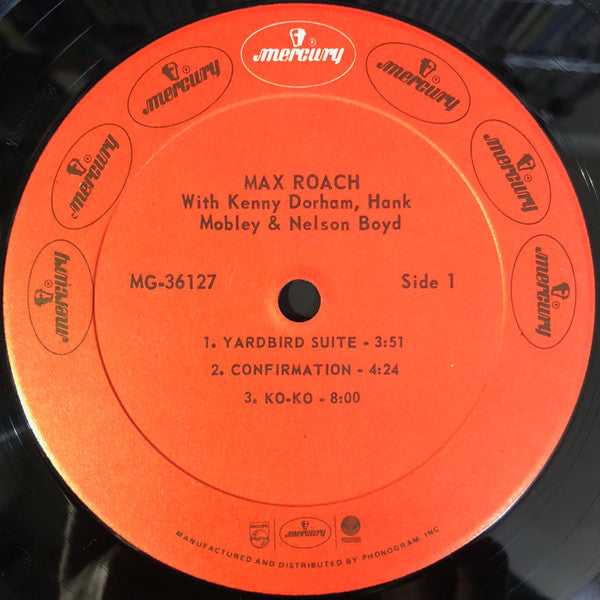 mercury
mercury
mercury
mercury
mercury
mercury
mercury
MAX ROACH
With Kenny Dorham, Hank
Mobley & Nelson Boyd
MG-36127 Side 1
1. YARDBIRD SUITE - 3:51
2. CONFIRMATION - 4:24
3. KO-KO - 8:00
PHILIPS
mercury
MANUFACTURED AND DISTRIBUTED BY PHONOGRAM INC